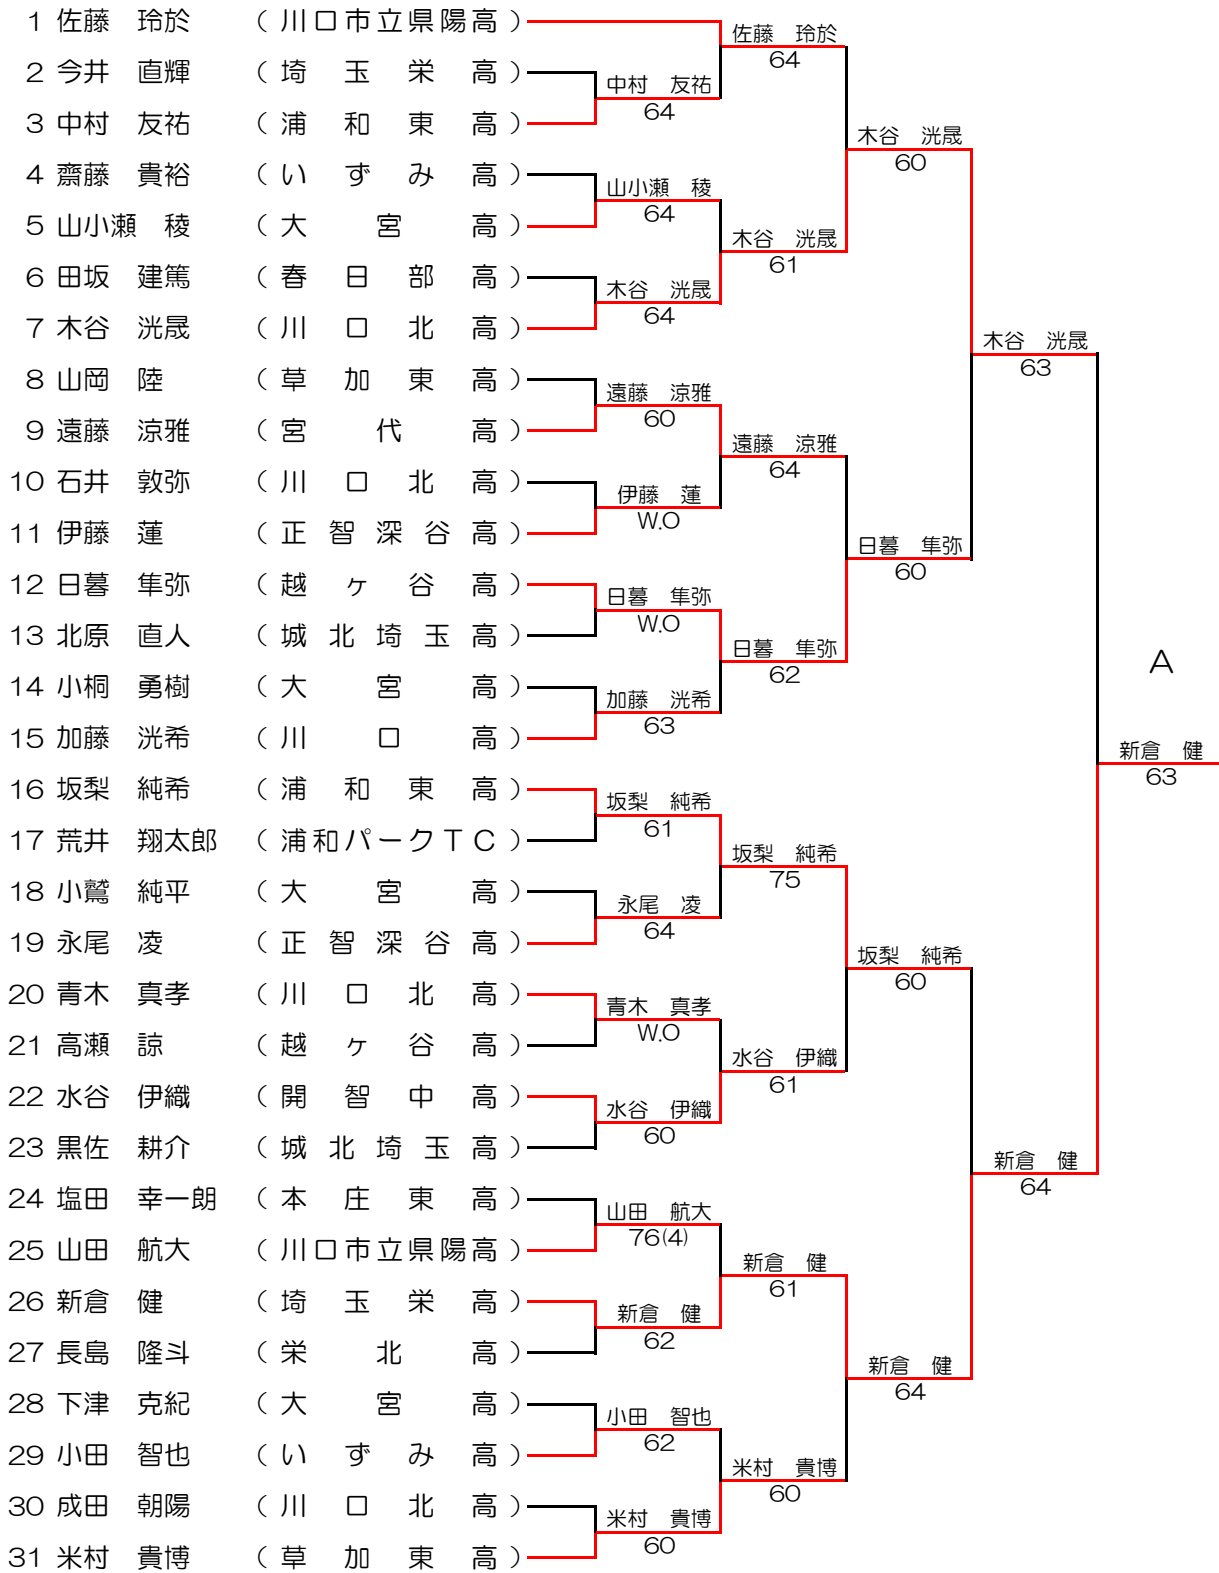 1 佐藤 玲於 （川口市立県陽高）
2 今井 直輝 （埼玉栄高）
3 中村 友祐 （浦和東高）
4 齋藤 貴裕 （いずみ高）
5 山小瀬 稜 （大宮高）
6 田坂 建篤 （春日部高）
7 木谷 洸晟 （川口北高）
8 山岡 陸 （草加東高）
9 遠藤 涼雅 （宮代高）
10 石井 敦弥 （川口北高）
11 伊藤 蓮 （正智深谷高）
12 日暮 隼弥 （越ヶ谷高）
13 北原 直人 （城北埼玉高）
14 小桐 勇樹 （大宮高）
15 加藤 洸希 （川口高）
16 坂梨 純希 （浦和東高）
17 荒井 翔太郎 （浦和パークTC）
18 小鷲 純平 （大宮高）
19 永尾 凌 （正智深谷高）
20 青木 真孝 （川口北高）
21 高瀬 諒 （越ヶ谷高）
22 水谷 伊織 （開智中高）
23 黒佐 耕介 （城北埼玉高）
24 塩田 幸一朗 （本庄東高）
25 山田 航大 （川口市立県陽高）
26 新倉 健 （埼玉栄高）
27 長島 隆斗 （栄北高）
28 下津 克紀 （大宮高）
29 小田 智也 （いずみ高）
30 成田 朝陽 （川口北高）
31 米村 貴博 （草加東高）
中村 友祐
64
山小瀬 稜
64
木谷 洸晟
64
遠藤 涼雅
60
伊藤 蓮
W.O
日暮 隼弥
W.O
加藤 洸希
63
坂梨 純希
61
永尾 凌
64
青木 真孝
W.O
水谷 伊織
60
山田 航大
76(4)
新倉 健
62
小田 智也
62
米村 貴博
60
佐藤 玲於
64
木谷 洸晟
61
遠藤 涼雅
64
日暮 隼弥
62
坂梨 純希
75
水谷 伊織
61
新倉 健
61
米村 貴博
60
木谷 洸晟
60
日暮 隼弥
60
坂梨 純希
60
新倉 健
64
木谷 洸晟
63
新倉 健
64
A
新倉 健
63